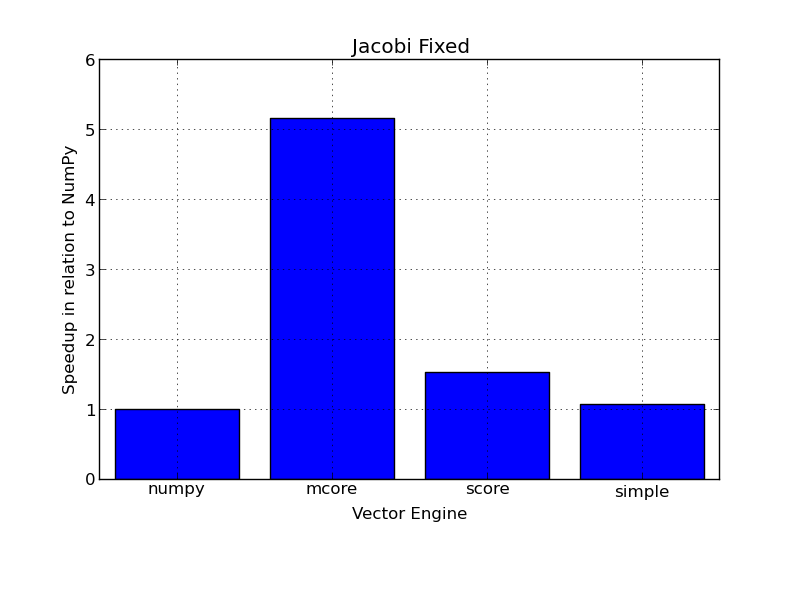 Jacobi Fixed
6
5
4
3
2
1
0
Speedup in relation to NumPy
numpy mcore score simple
Vector Engine